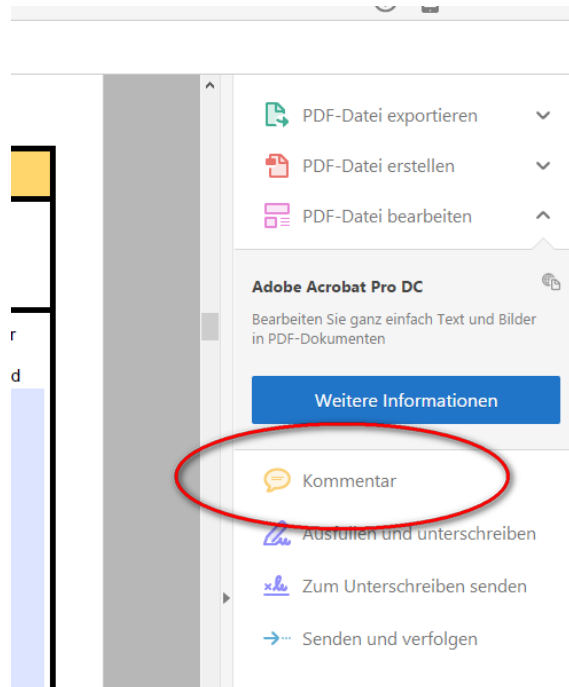 PDF-Datei exportieren
PDF-Datei erstellen
PDF-Datei bearbeiten
Adobe Acrobat Pro DC
Bearbeiten Sie ganz einfach Text und Bilder
in PDF-Dokumenten
Weitere Informationen
Kommentar
Ausfüllen und unterschreiben
Zum Unterschreiben senden
Senden und verfolgen
r
d